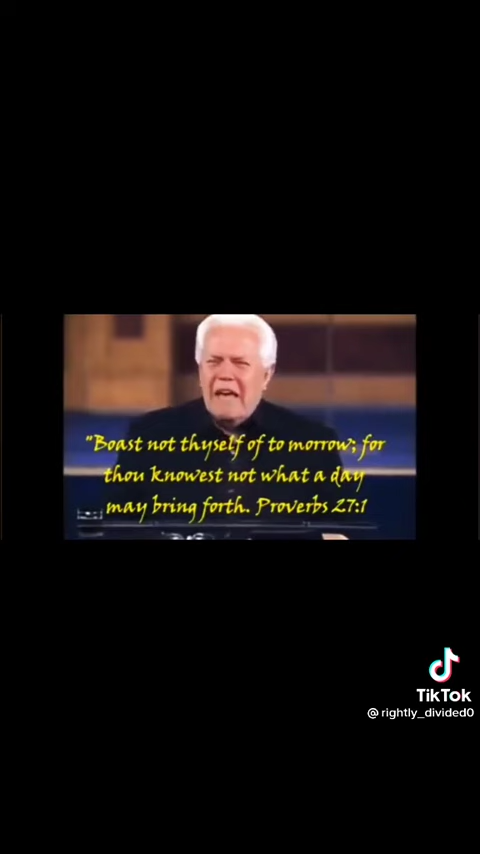 "Boast not thyself of to morrow; for
thou knowest not what a day
may bring forth. Proverbs 27:1
TikTok
@rightly_divided0